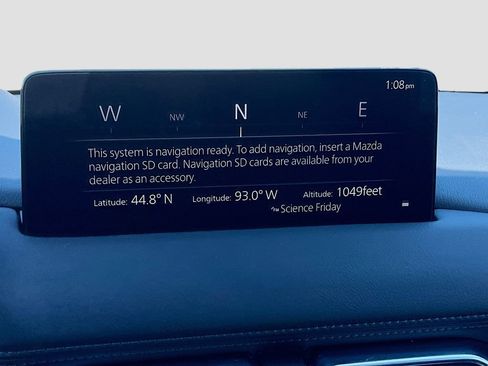 1:08pm
W NW N NE E
This system is navigation ready. To add navigation, insert a Mazda
navigation SD card. Navigation SD cards are available from your
dealer as an accessory.
Latitude: 44.8° N Longitude: 93.0° W Altitude: 1049feet
Science Friday